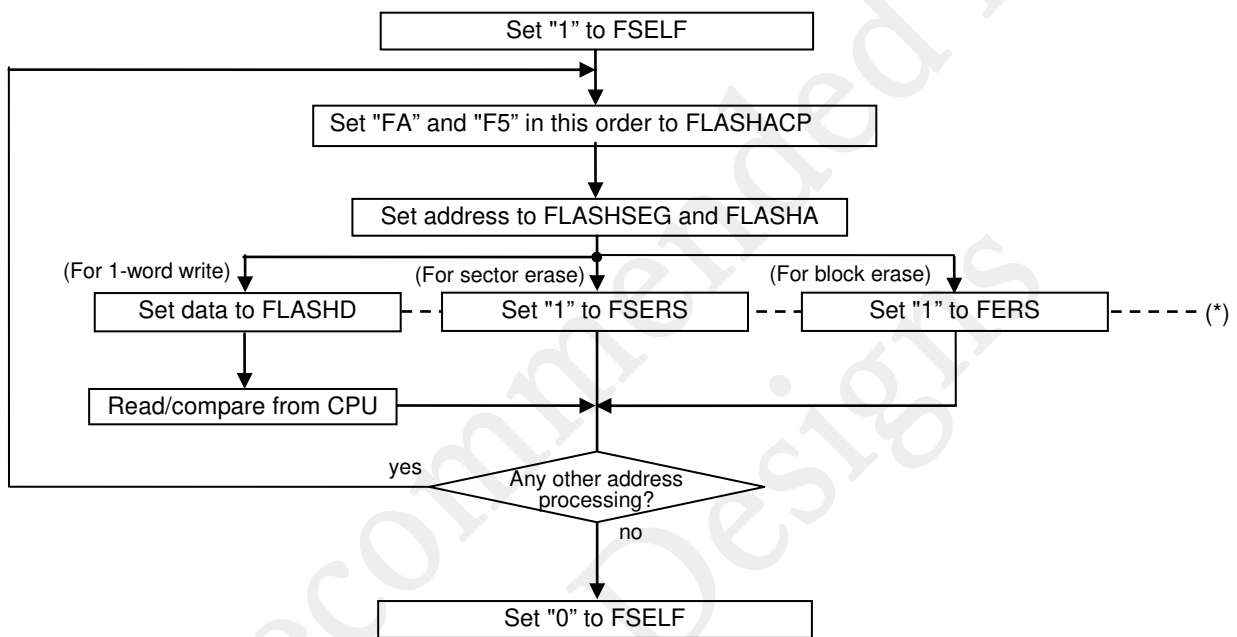 Set "1” to FSELF
Set "FA” and "F5” in this order to FLASHACP
Set address to FLASHSEG and FLASHA
(For 1-word write)
(For sector erase)
(For block erase)
Set data to FLASHD
Set "1” to FSERS
Set "1” to FERS
(*)
Read/compare from CPU
yes
Any other address
processing?
no
Set "0” to FSELF
Designs